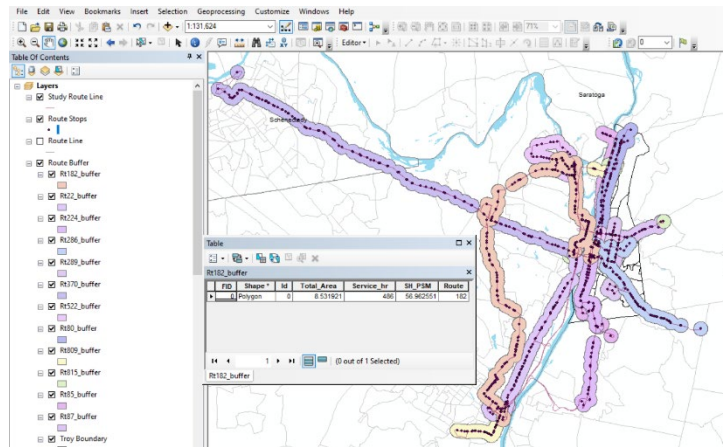 File Edit View Bookmarks Insert Selection Geoprocessing Customize Windows Help
1:131.624
71%
Editor
0
Table Of Contents
Layers
Study Route Line
Route Stops
Route Line
Route Buffer
Rt182_buffer
Rt22_buffer
Rt224_buffer
Rt286_buffer
Rt289_buffer
Rt370_buffer
Rt522_buffer
Rt80_buffer
Rt809_buffer
Rt815_buffer
Rt85_buffer
Rt87_buffer
Troy Boundary
Saratoga
Schenectady
Table
Rt182_buffer
FID Shape * Id Total_Area Service_hr SH_PSM Route
0 Polygon 0 8.531921 486 56.962551 182
1
(0 out of 1 Selected)
Rt182_buffer